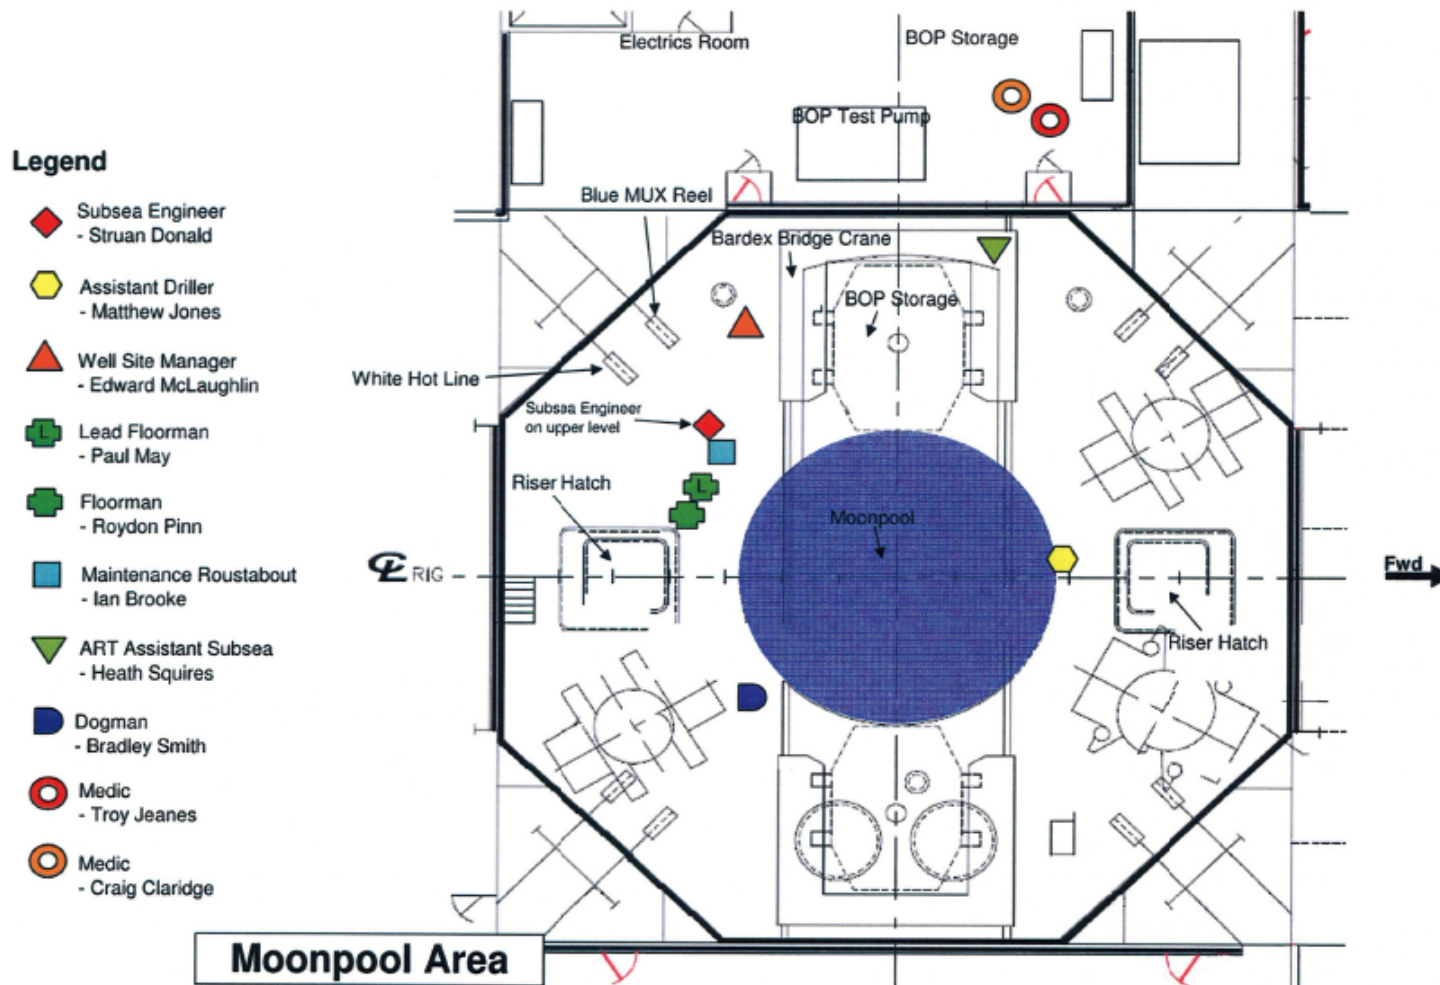 Electrics Room
BOP Storage
BOP Test Pump
Legend
Subsea Engineer
- Struan Donald
Assistant Driller
- Matthew Jones
Well Site Manager
- Edward McLaughlin
L
Lead Floorman
- Paul May
Floorman
- Roydon Pinn
Maintenance Roustabout
- Ian Brooke
ART Assistant Subsea
- Heath Squires
Dogman
- Bradley Smith
Medic
- Troy Jeanes
Medic
- Craig Claridge
Blue MUX Reel
Bardex Bridge Crane
BOP Storage
White Hot Line
Subsea Engineer
on upper level
L
Riser Hatch
Moonpool
CL RIG
Fwd
Riser Hatch
Moonpool Area